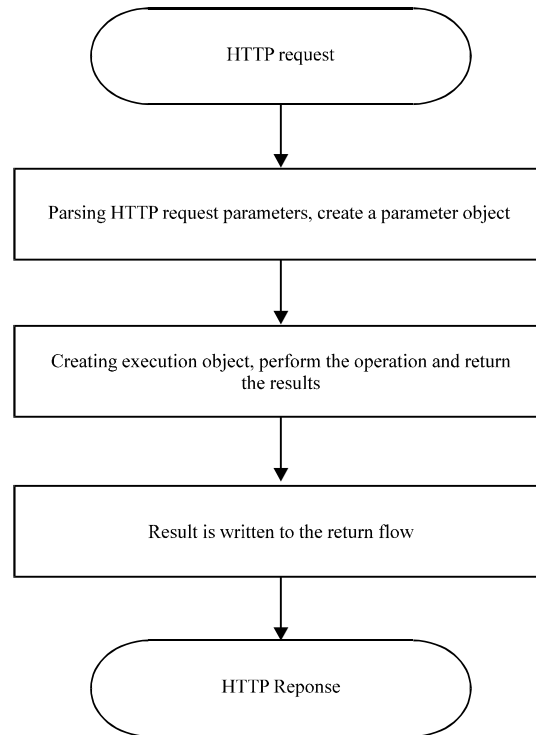 HTTP request
Parsing HTTP request parameters, create a parameter object
Creating execution object, perform the operation and return
the results
Result is written to the return flow
HTTP Reponse